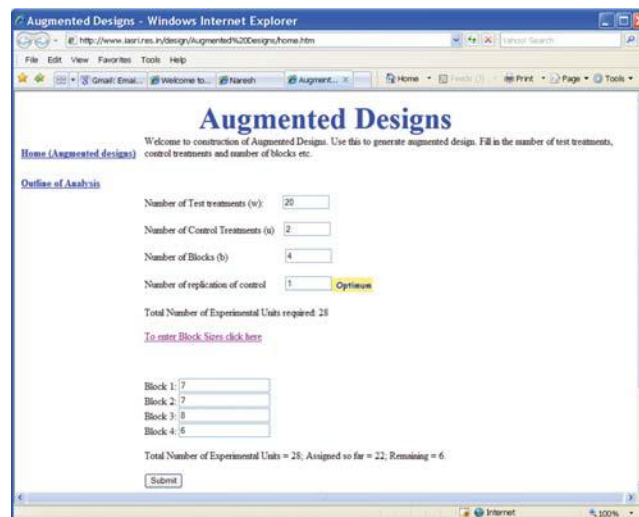 Augmented Designs - Windows Internet Explorer
http://www.iasri.res.in/design/Augmented%20Designs/home.htm
Yahoo! Search
File Edit View Favorites Tools Help
Gmail: Emai... Welcome to... Naresh Augment... Home Feeds (J) Print Page Tools
Augmented Designs
Home (Augmented designs)
Welcome to construction of Augmented Designs. Use this to generate augmented design. Fill in the number of test treatments,
control treatments and number of blocks etc.
Outline of Analysis
Number of Test treatments (w): 20
Number of Control Treatments (u) 2
Number of Blocks (b) 4
Number of replication of control 1 Optimum
Total Number of Experimental Units required: 28
To enter Block Sizes click here
Block 1: 7
Block 2: 7
Block 3: 8
Block 4: 6
Total Number of Experimental Units = 28; Assigned so far = 22; Remaining = 6
Submit
Internet 100%